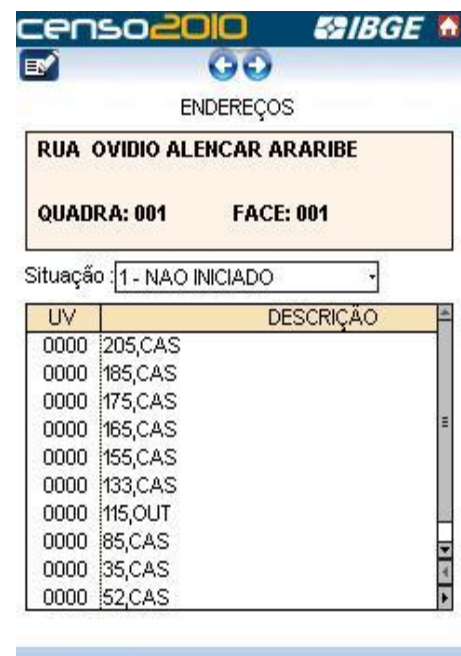 censo2010 IBGE
ENDEREÇOS
RUA OVIDIO ALENCAR ARARIBE
QUADRA: 001 FACE: 001
Situação : 1 - NAO INICIADO
UV DESCRIÇÃO
0000 205,CAS
0000 185,CAS
0000 175,CAS
0000 165,CAS
0000 155,CAS
0000 133,CAS
0000 115,OUT
0000 85,CAS
0000 35,CAS
0000 52,CAS